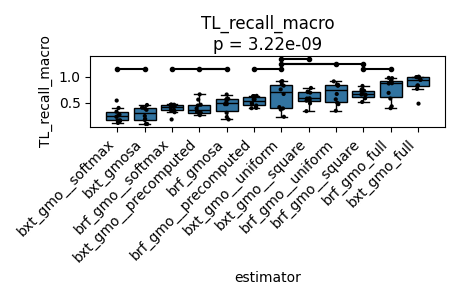 TL_recall_macro
p = 3.22e-09
TL_recall_macro
1.0
0.5
bxt_gmo__softmax
bxt_gmosa
brf_gmo__softmax
bxt_gmo__precomputed
brf_gmosa
brf_gmo__precomputed
bxt_gmo__uniform
bxt_gmo__square
brf_gmo__uniform
brf_gmo__square
brf_gmo_full
bxt_gmo_full
estimator